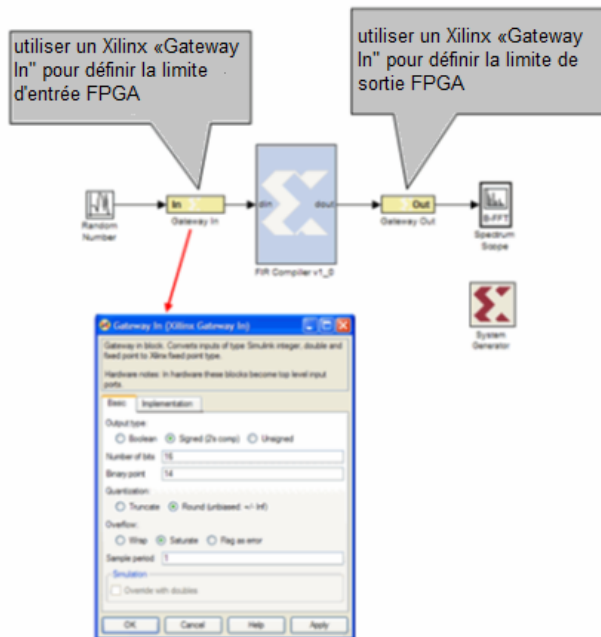 utiliser un Xilinx «Gateway
In" pour définir la limite
d'entrée FPGA
utiliser un Xilinx «Gateway
In" pour définir la limite de
sortie FPGA
In
din
dout
Out
B-FFT
Random
Number
Gateway In
FIR Compiler v1_0
Gateway Out
Spectrum
Scope
System
Generator
Gateway In (Xilinx Gateway In)
Gateway in block. Converts inputs of type Simulink integer, double and
fixed point to Xilinx fixed point type.
Hardware notes: In hardware these blocks become top level input
ports.
Basic Implementation
Output type:
Boolean Signed (2's comp) Unsigned
Number of bits 16
Binary point 14
Quantization:
Truncate Round (unbiased: +/- Inf)
Overflow:
Wrap Saturate Flag as error
Sample period 1
Simulation
Override with doubles
OK Cancel Help Apply